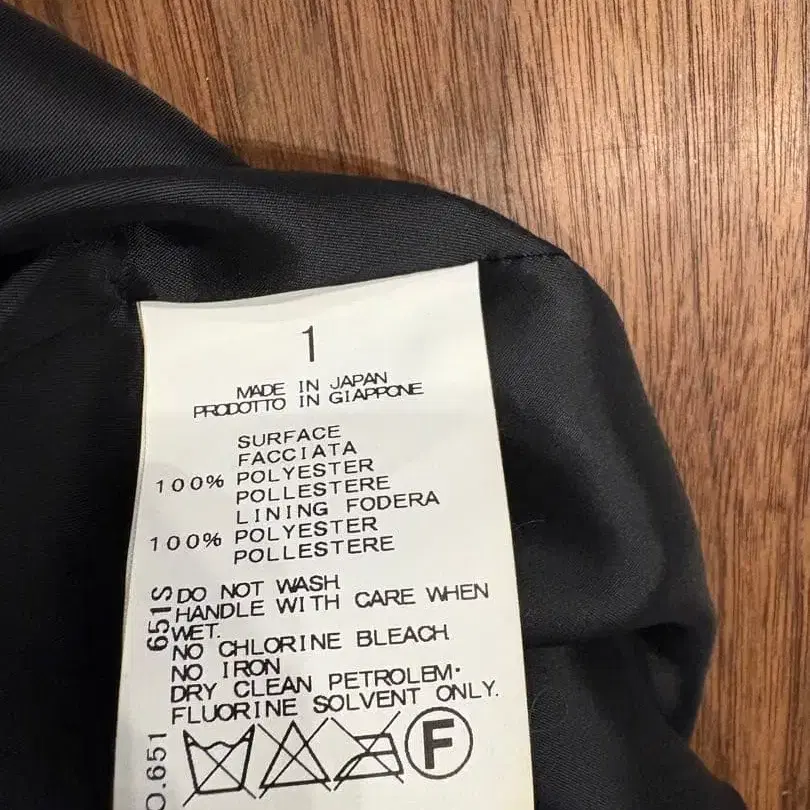 1
MADE IN JAPAN
PRODOTTO IN GIAPPONE
SURFACE
FACCIATA
100% POLYESTER
POLLESTERE
LINING FODERA
100% POLYESTER
POLLESTERE
DO NOT WASH
HANDLE WITH CARE WHEN
WET.
NO CHLORINE BLEACH
NO IRON
DRY CLEAN PETROLEM·
FLUORINE SOLVENT ONLY.
F
651S
O.651